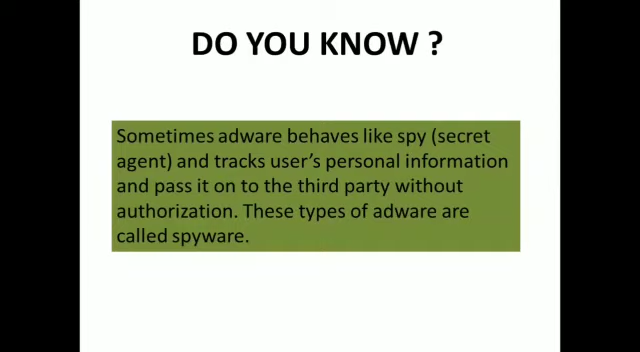 DO YOU KNOW ?
Sometimes adware behaves like spy (secret
agent) and tracks user's personal information
and pass it on to the third party without
authorization. These types of adware are
called spyware.